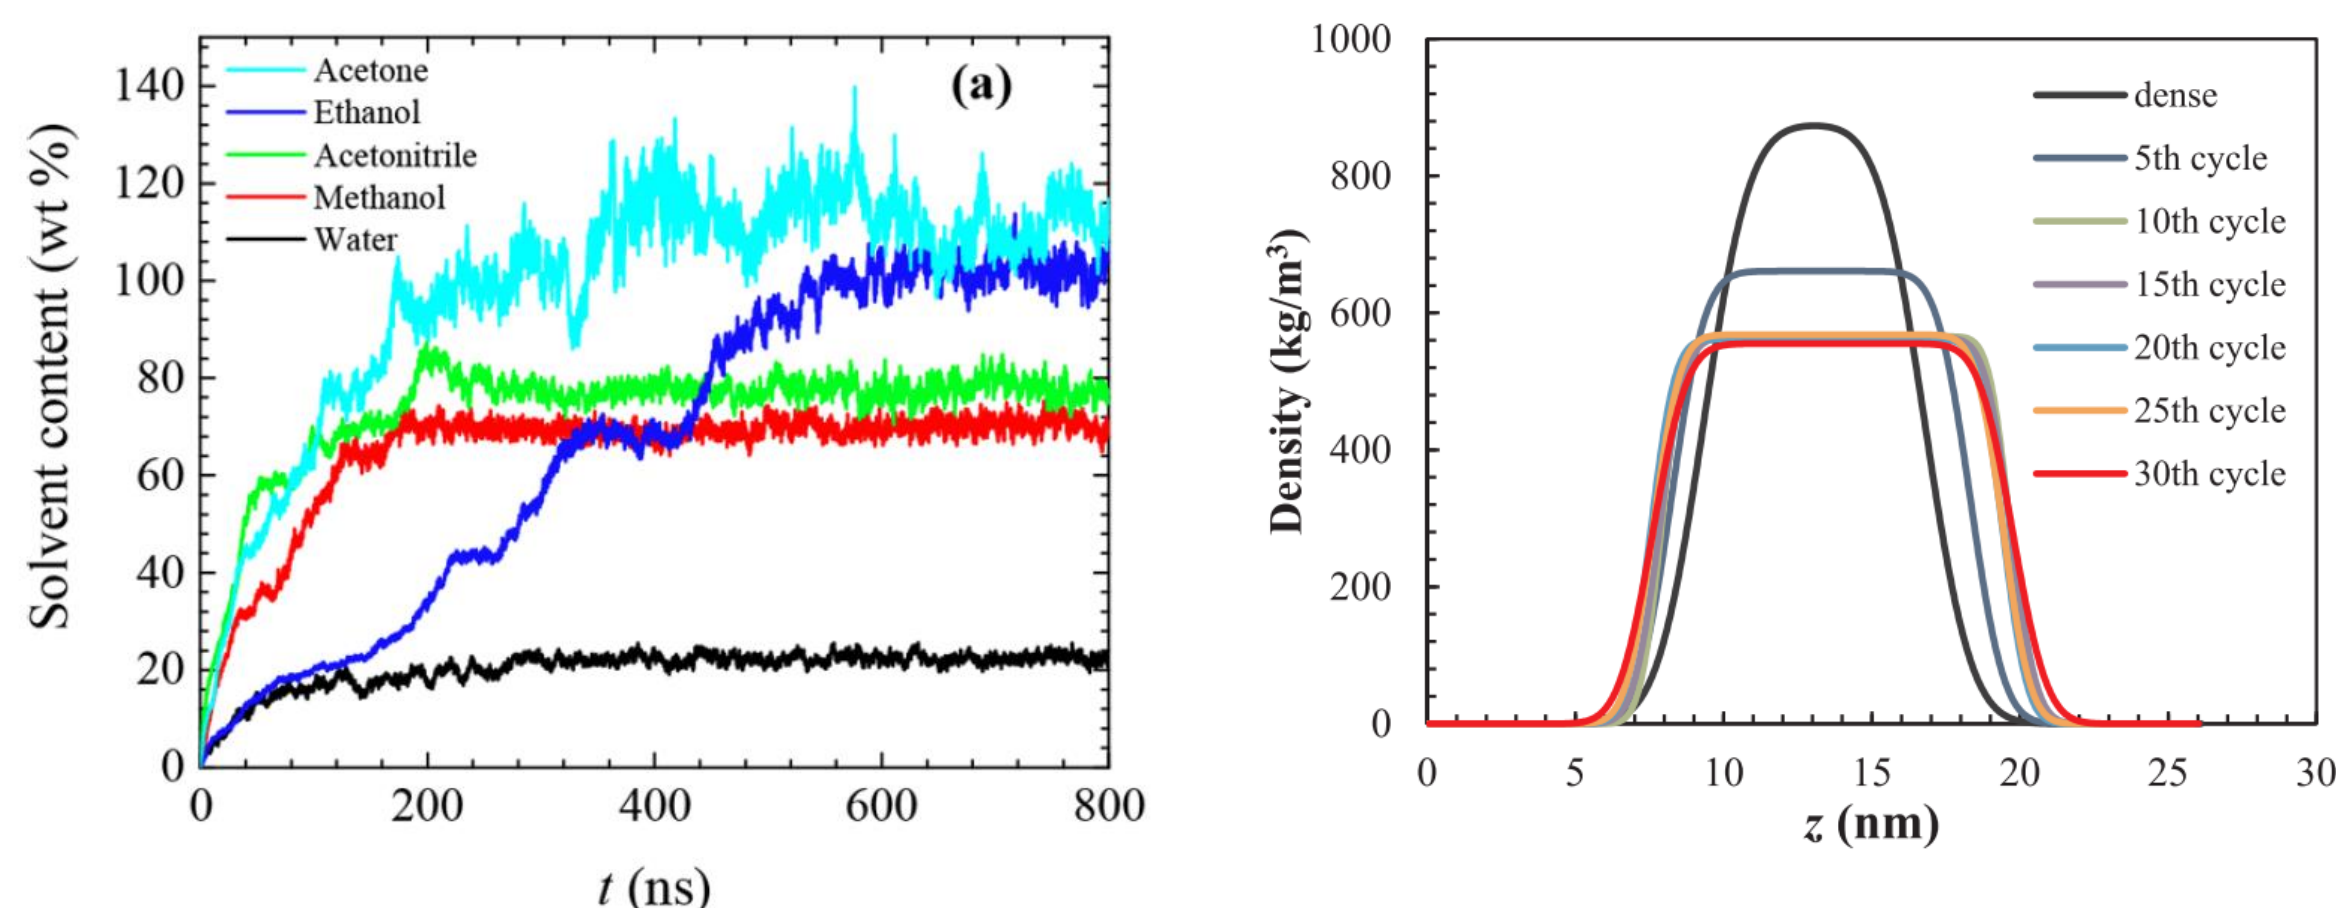 (a)
Acetone
Ethanol
Acetonitrile
Methanol
Water
Solvent content (wt %)
140
120
100
80
60
40
20
0
0 200 400 600 800
t (ns)
dense
5th cycle
10th cycle
15th cycle
20th cycle
25th cycle
30th cycle
Density (kg/m³)
1000
800
600
400
200
0
0 5 10 15 20 25 30
z (nm)